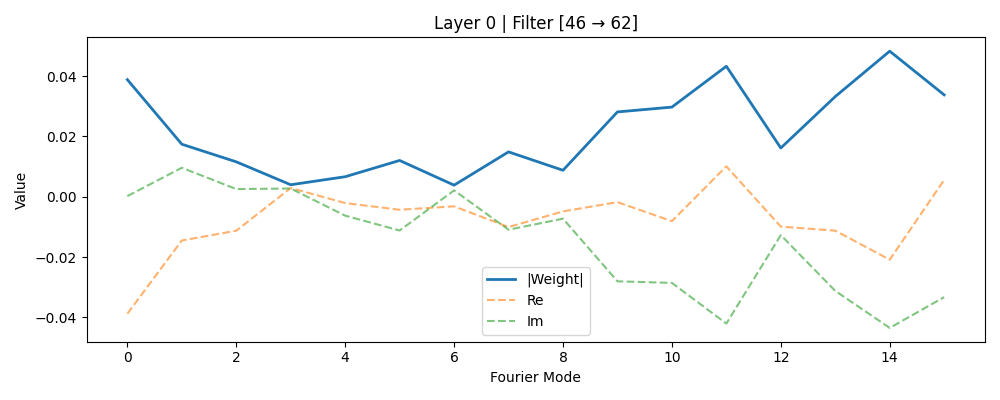 Layer 0 | Filter [46 → 62]
Value
0.04
0.02
0.00
−0.02
−0.04
|Weight|
Re
Im
0 2 4 6 8 10 12 14
Fourier Mode